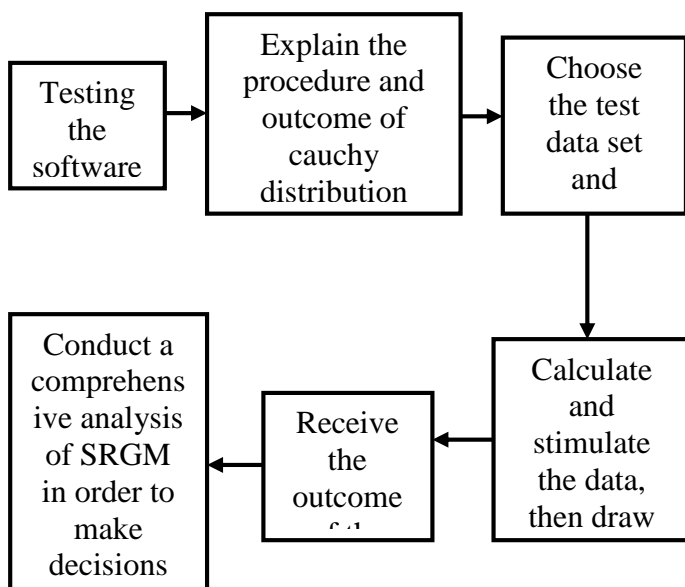 Testing
the
software
Explain the
procedure and
outcome of
cauchy
distribution
Choose
the test
data set
and
Calculate
and
stimulate
the data,
then draw
Receive
the
outcome
Conduct a
comprehens
ive analysis
of SRGM
in order to
make
decisions